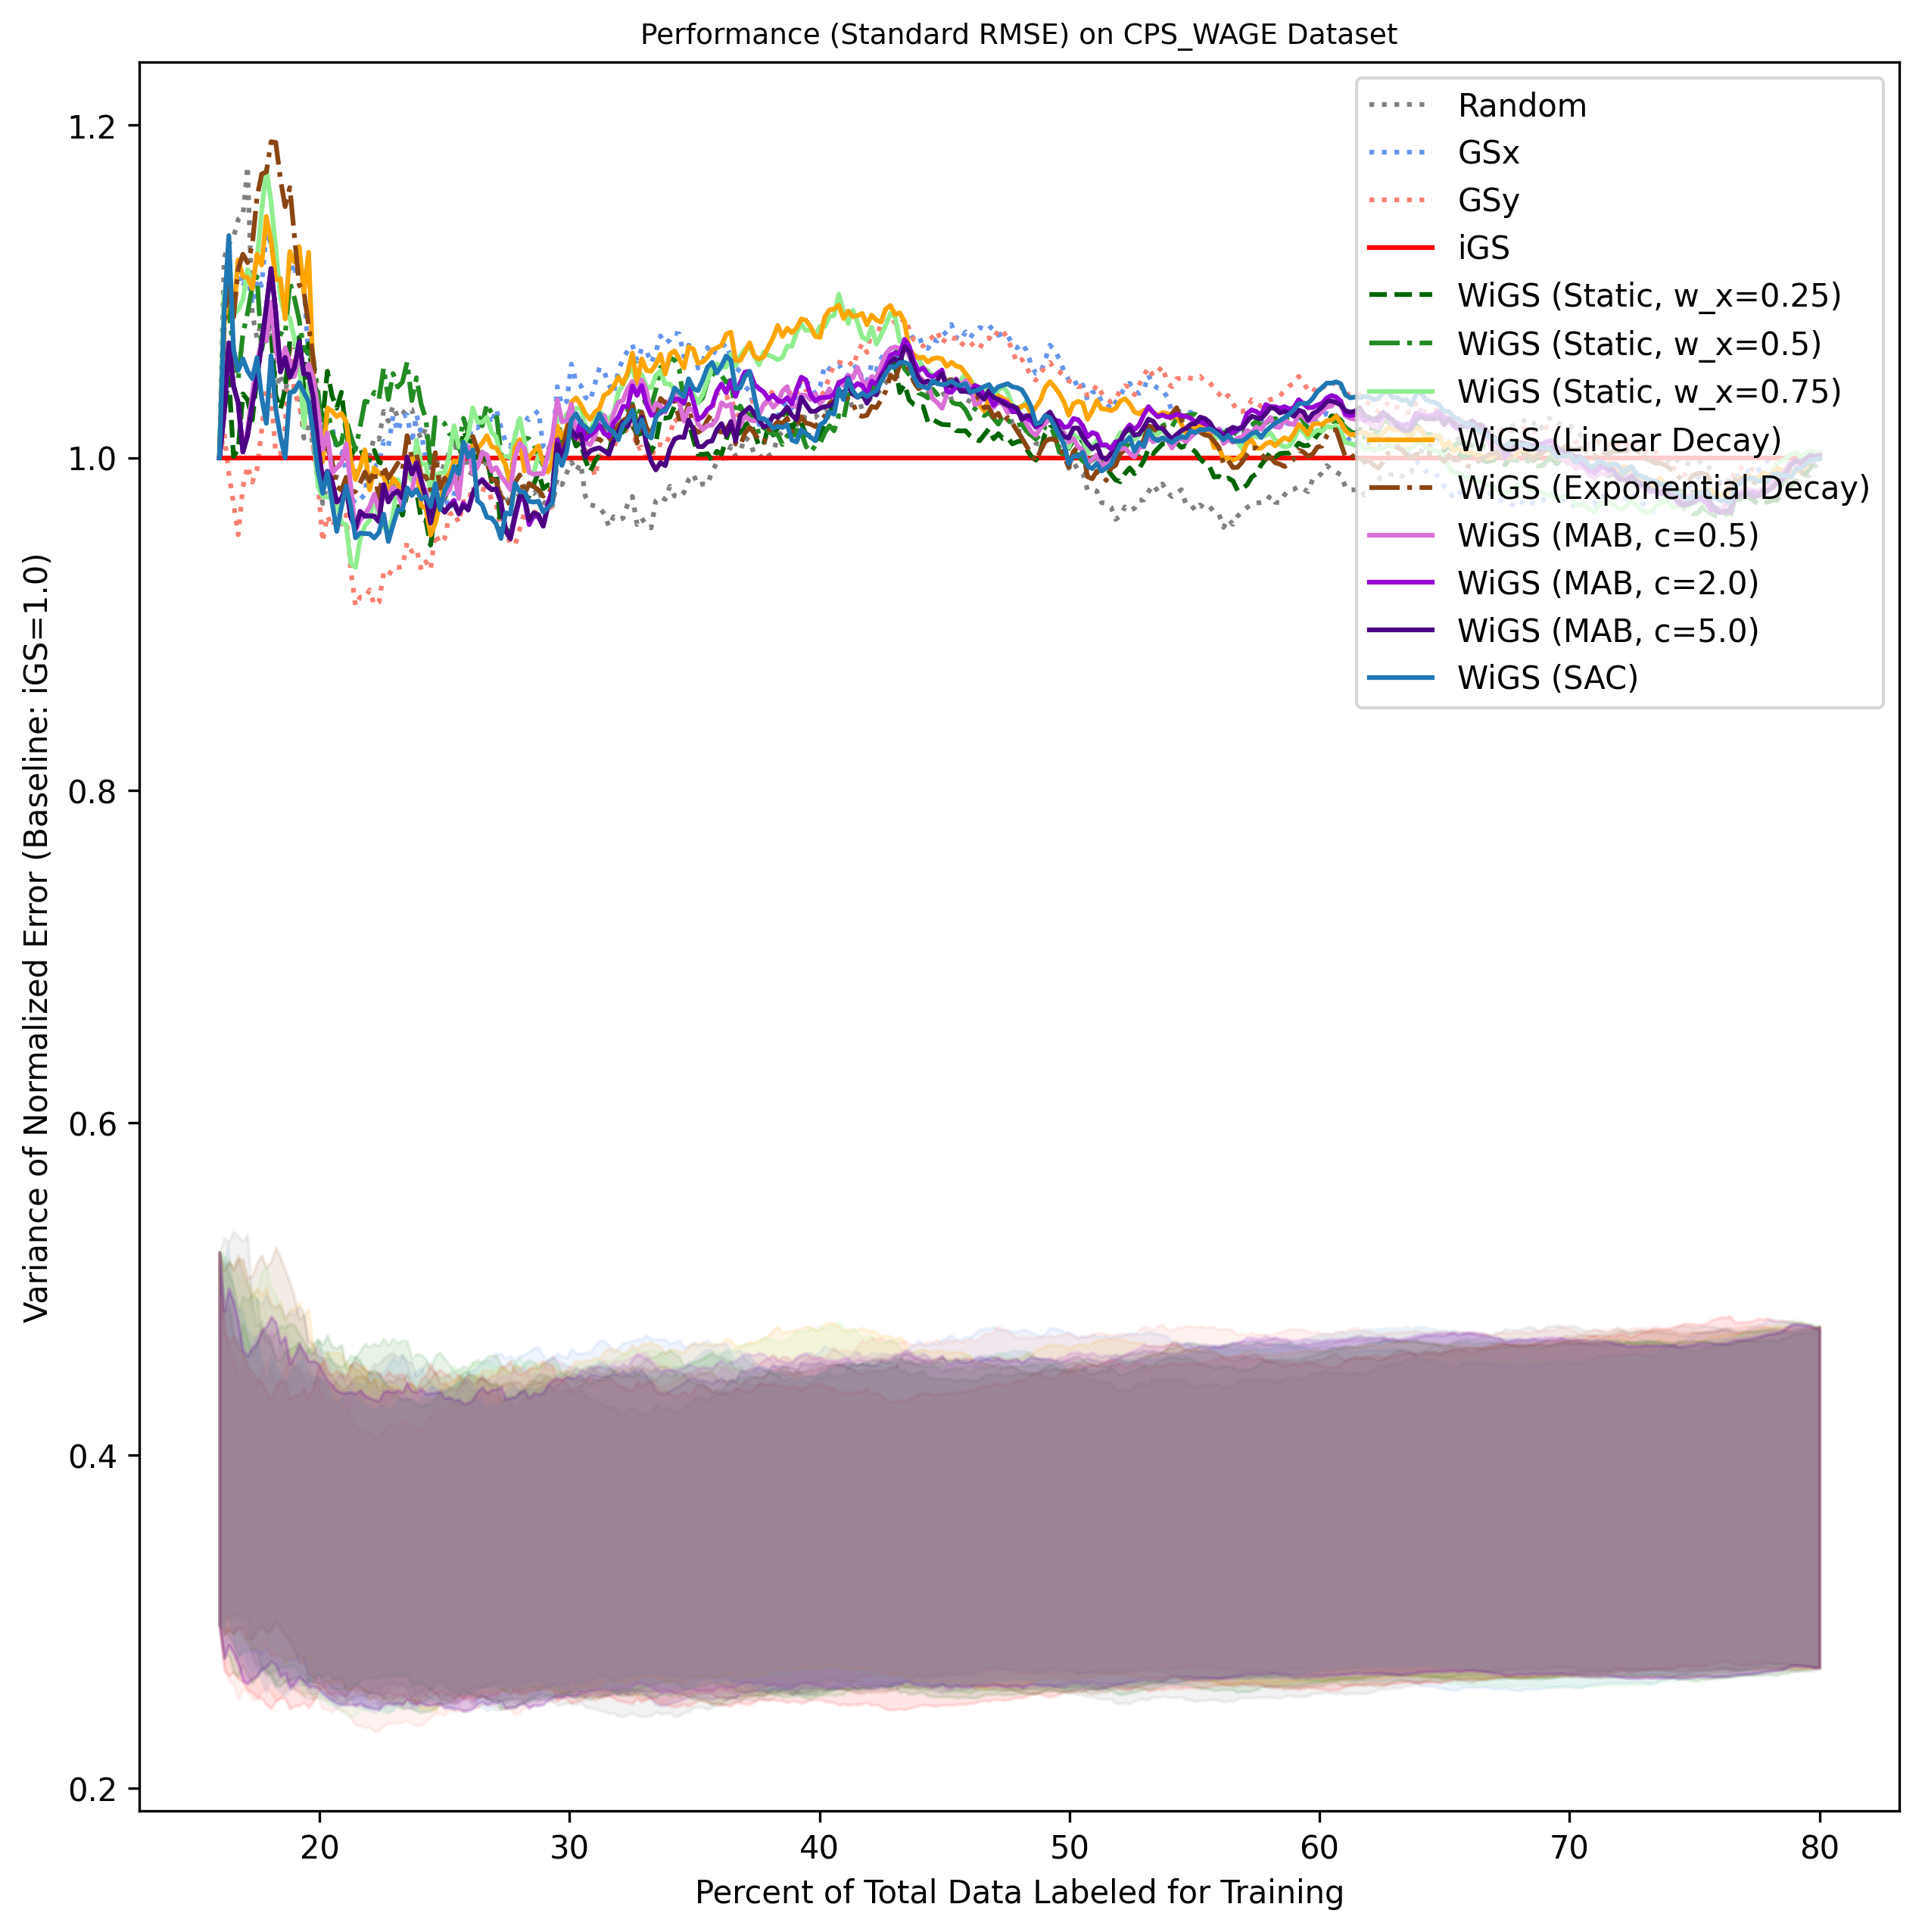 Performance (Standard RMSE) on CPS_WAGE Dataset
Variance of Normalized Error (Baseline: iGS=1.0)
1.2
1.0
0.8
0.6
0.4
0.2
Random
GSx
GSy
iGS
WiGS (Static, w_x=0.25)
WiGS (Static, w_x=0.5)
WiGS (Static, w_x=0.75)
WiGS (Linear Decay)
WiGS (Exponential Decay)
WiGS (MAB, c=0.5)
WiGS (MAB, c=2.0)
WiGS (MAB, c=5.0)
WiGS (SAC)
20 30 40 50 60 70 80
Percent of Total Data Labeled for Training